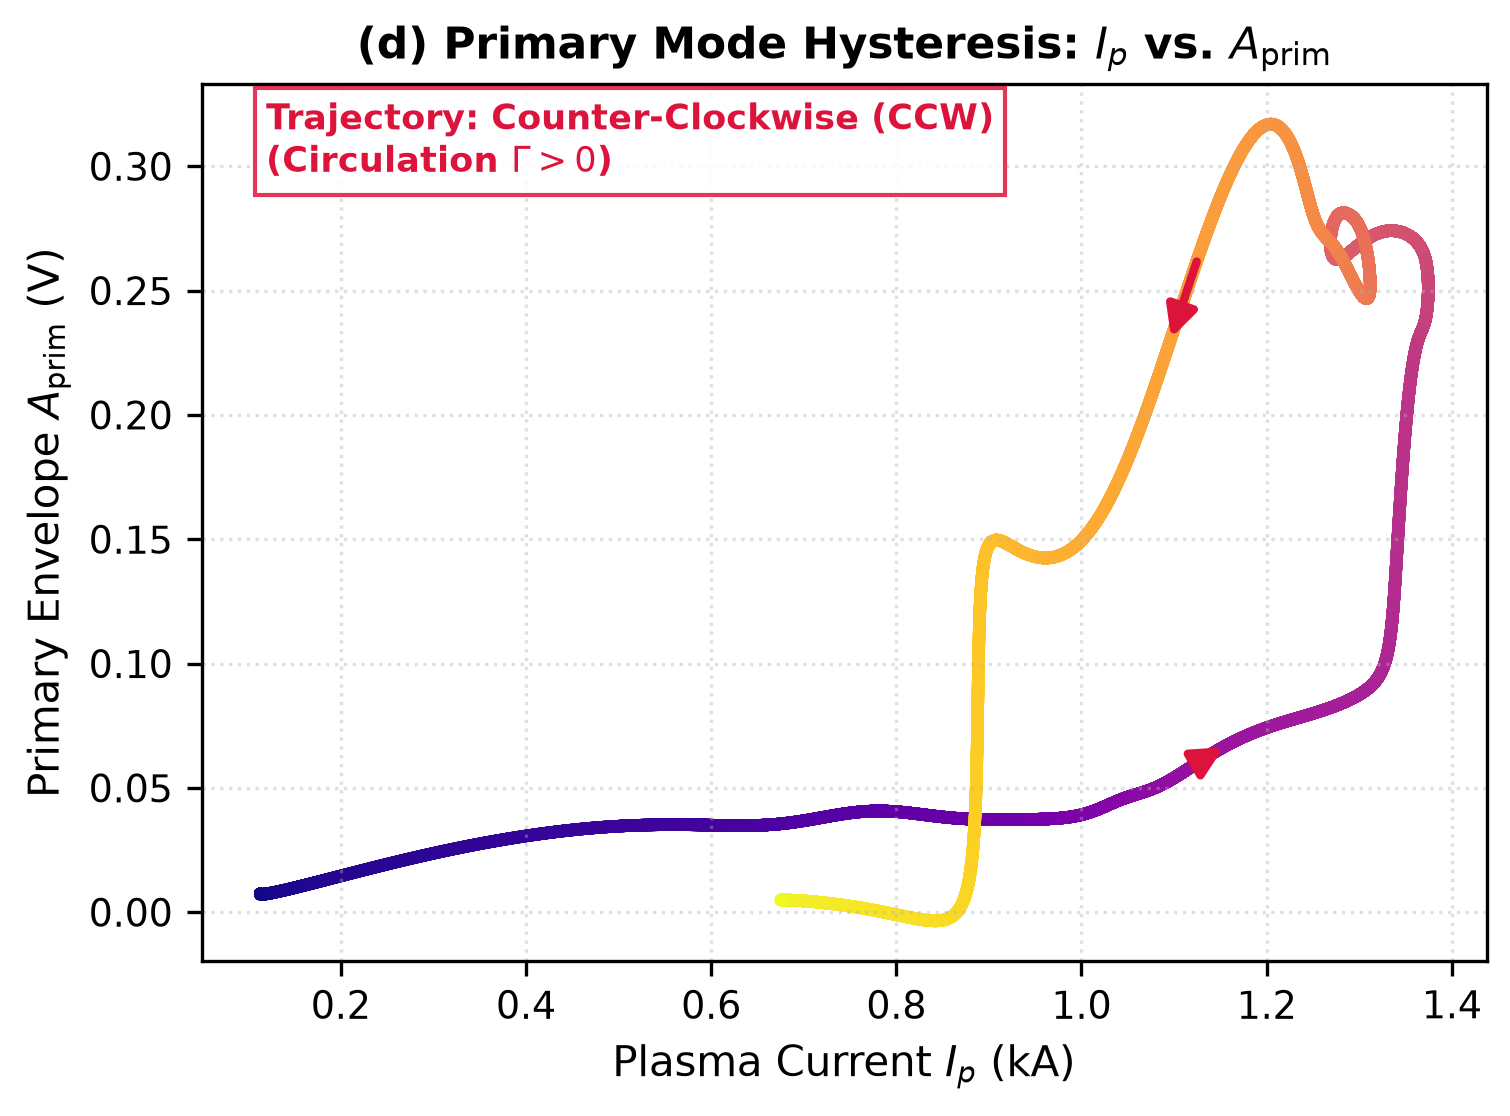 (d) Primary Mode Hysteresis: I_p vs. A_prim
Trajectory: Counter-Clockwise (CCW)
(Circulation Γ > 0)
Primary Envelope A_prim (V)
0.30
0.25
0.20
0.15
0.10
0.05
0.00
0.2 0.4 0.6 0.8 1.0 1.2 1.4
Plasma Current I_p (kA)